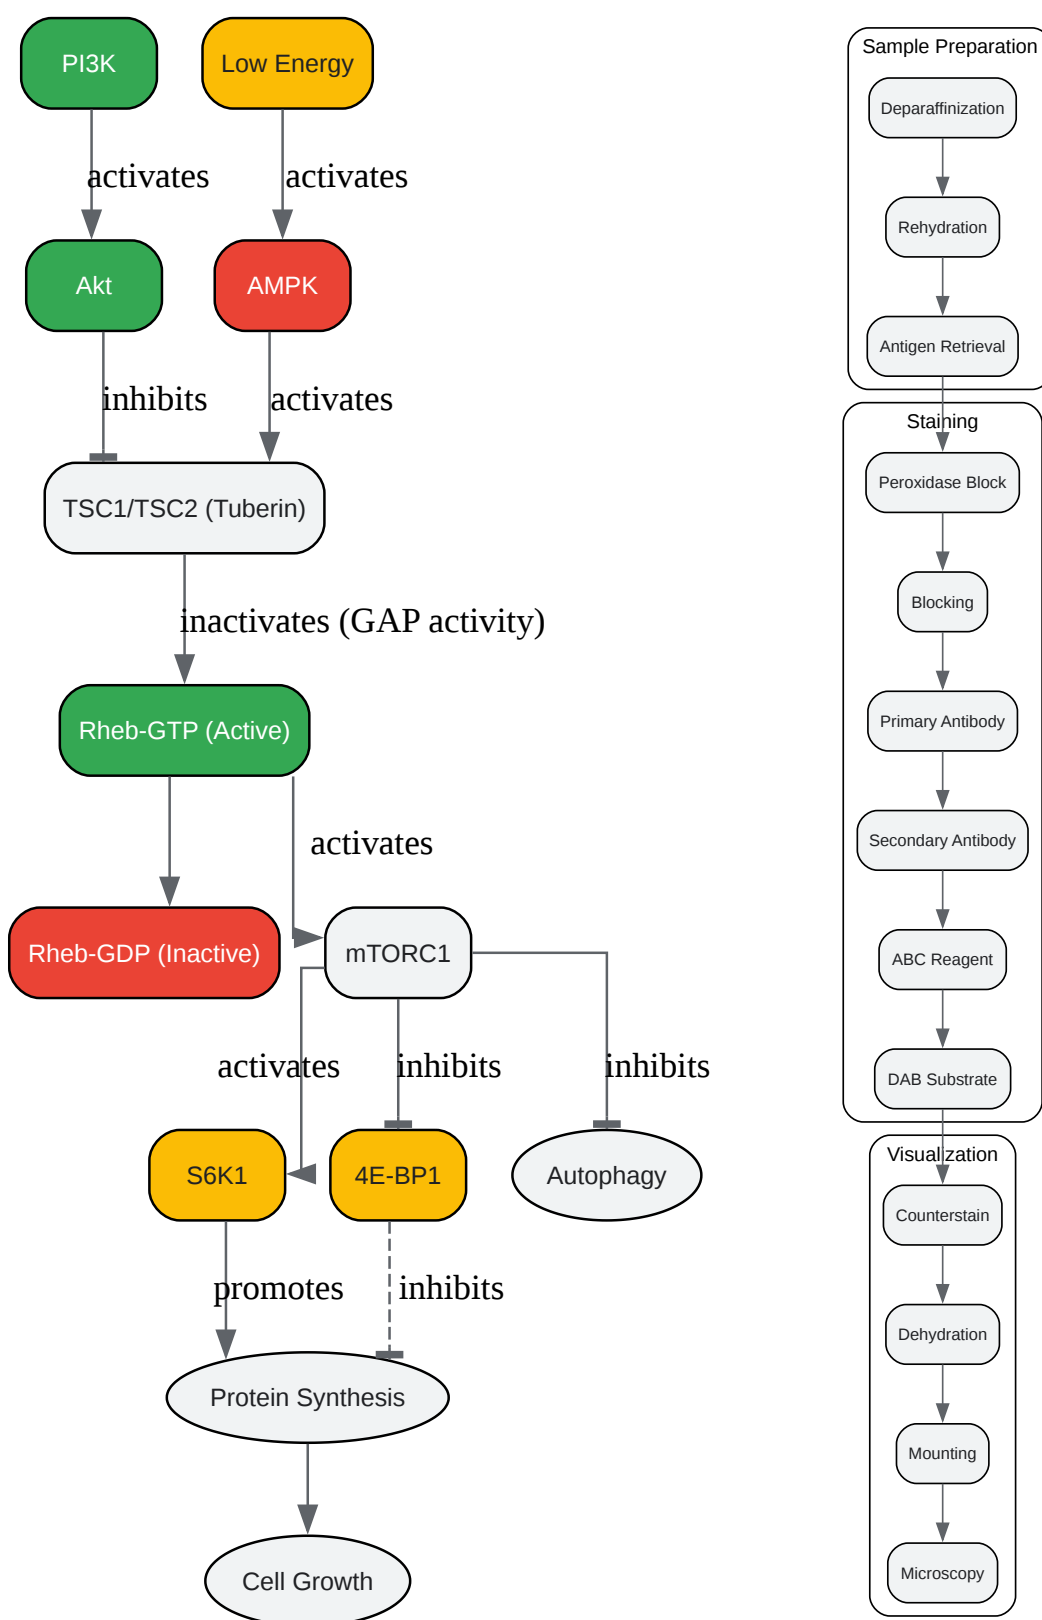 PI3K
Low Energy
activates
activates
Akt
AMPK
inhibits
activates
TSC1/TSC2 (Tuberin)
inactivates (GAP activity)
Rheb-GTP (Active)
activates
Rheb-GDP (Inactive)
mTORC1
activates
inhibits
inhibits
S6K1
4E-BP1
Autophagy
promotes
inhibits
Protein Synthesis
Cell Growth
Sample Preparation
Deparaffinization
Rehydration
Antigen Retrieval
Staining
Peroxidase Block
Blocking
Primary Antibody
Secondary Antibody
ABC Reagent
DAB Substrate
Visualization
Counterstain
Dehydration
Mounting
Microscopy